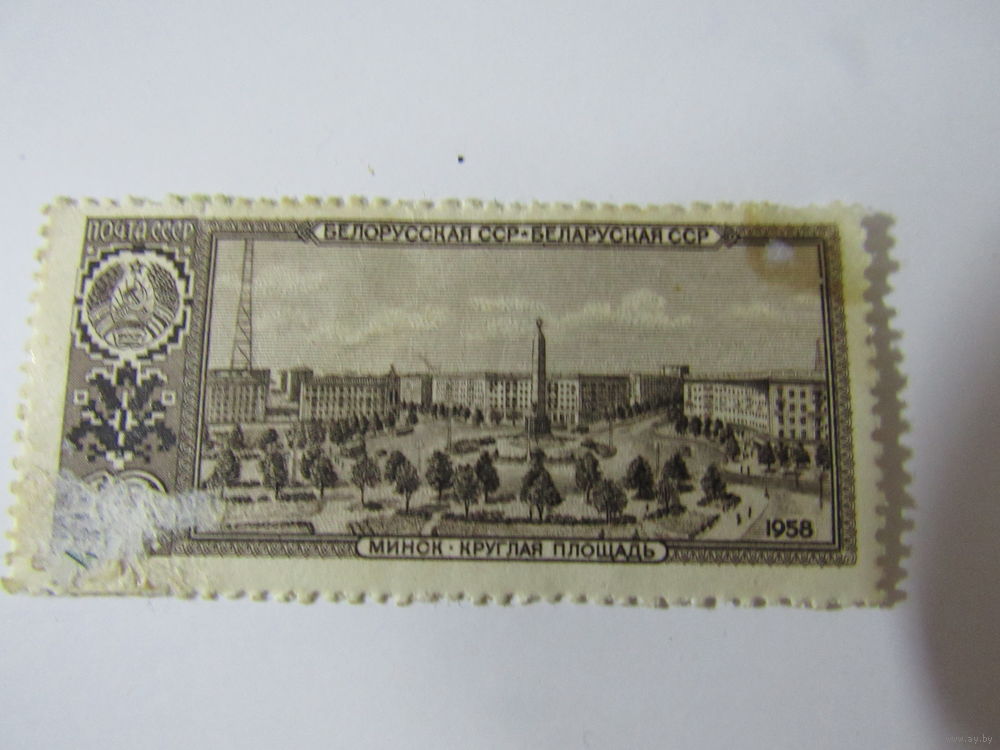 ПОЧТА СССР
БЕЛОРУССКАЯ ССР • БЕЛАРУСКАЯ ССР
1958
МИНСК • КРУГЛАЯ ПЛОЩАДЬ
www.ay.by